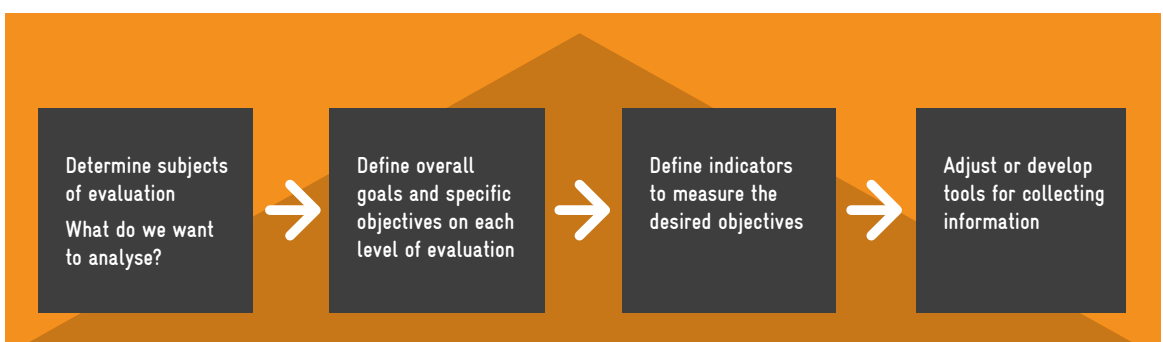 Determine subjects
of evaluation
What do we want
to analyse?
Define overall
goals and specific
objectives on each
level of evaluation
Define indicators
to measure the
desired objectives
Adjust or develop
tools for collecting
information